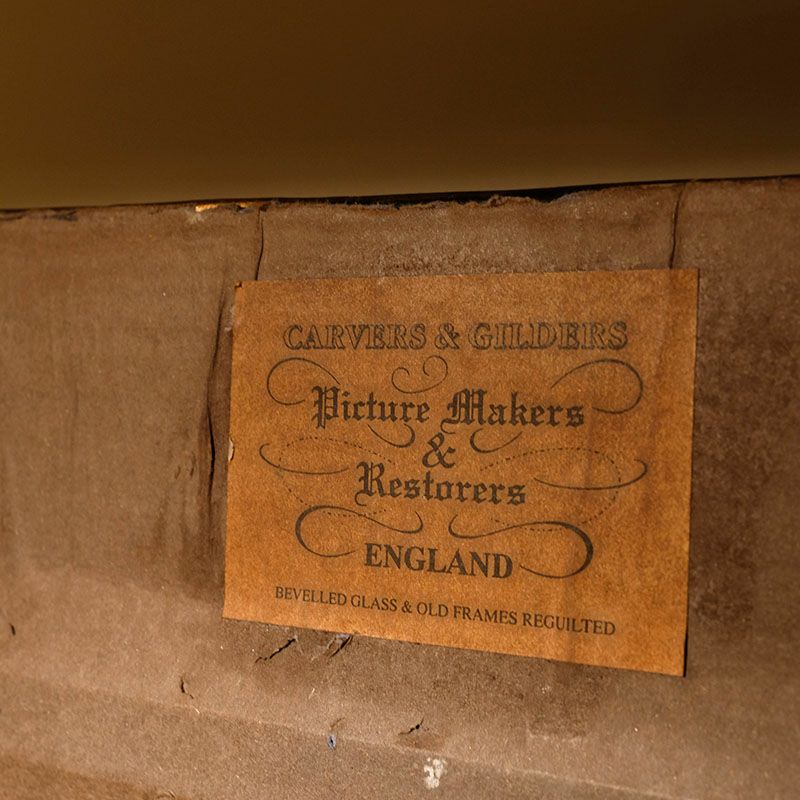 CARVERS & GILDERS
Picture Makers
&
Restorers
ENGLAND
BEVELLED GLASS & OLD FRAMES REGUILTED